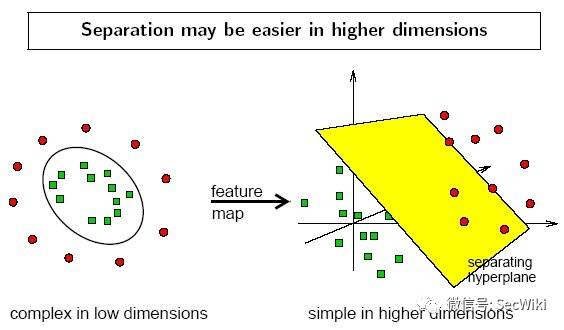 Separation may be easier in higher dimensions
feature
map
separating
hyperplane
complex in low dimensions
simple in higher dimensions
微信号: SecWiki